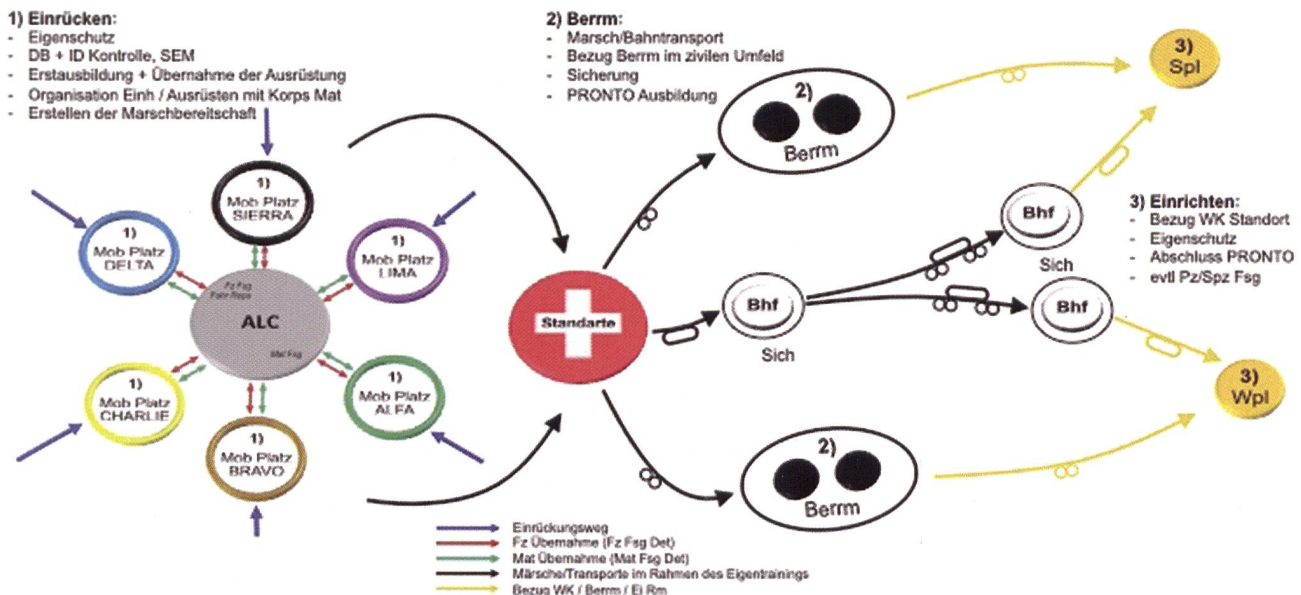 1) Einrücken:
- Eigenschutz
- DB + ID Kontrolle, SEM
- Erstausbildung + Übernahme der Ausrüstung
- Organisation Einh / Ausrüsten mit Korps Mat
- Erstellen der Marschbereitschaft
2) Berrm:
- Marsch/Bahntransport
- Bezug Berrm im zivilen Umfeld
- Sicherung
- PRONTO Ausbildung
3)
Spl
2)
Berrm
1)
Mob Platz
SIERRA
1)
Mob Platz
DELTA
1)
Mob Platz
LIMA
Fz Fsg
ALC
Mat Fsg
1)
Mob Platz
CHARLIE
1)
Mob Platz
ALFA
1)
Mob Platz
BRAVO
Standarte
Bhf
Sich
Bhf
Sich
Bhf
3) Einrichten:
- Bezug WK Standort
- Eigenschutz
- Abschluss PRONTO
- evtl Pz/Spz Fsg
3)
Wpl
2)
Berrm
Einrückungsweg
Fz Übernahme (Fz Fsg Det)
Mat Übernahme (Mat Fsg Det)
Märsche/Transporte im Rahmen des Eigentrainings
Bezug WK / Berrm / Ei Rm